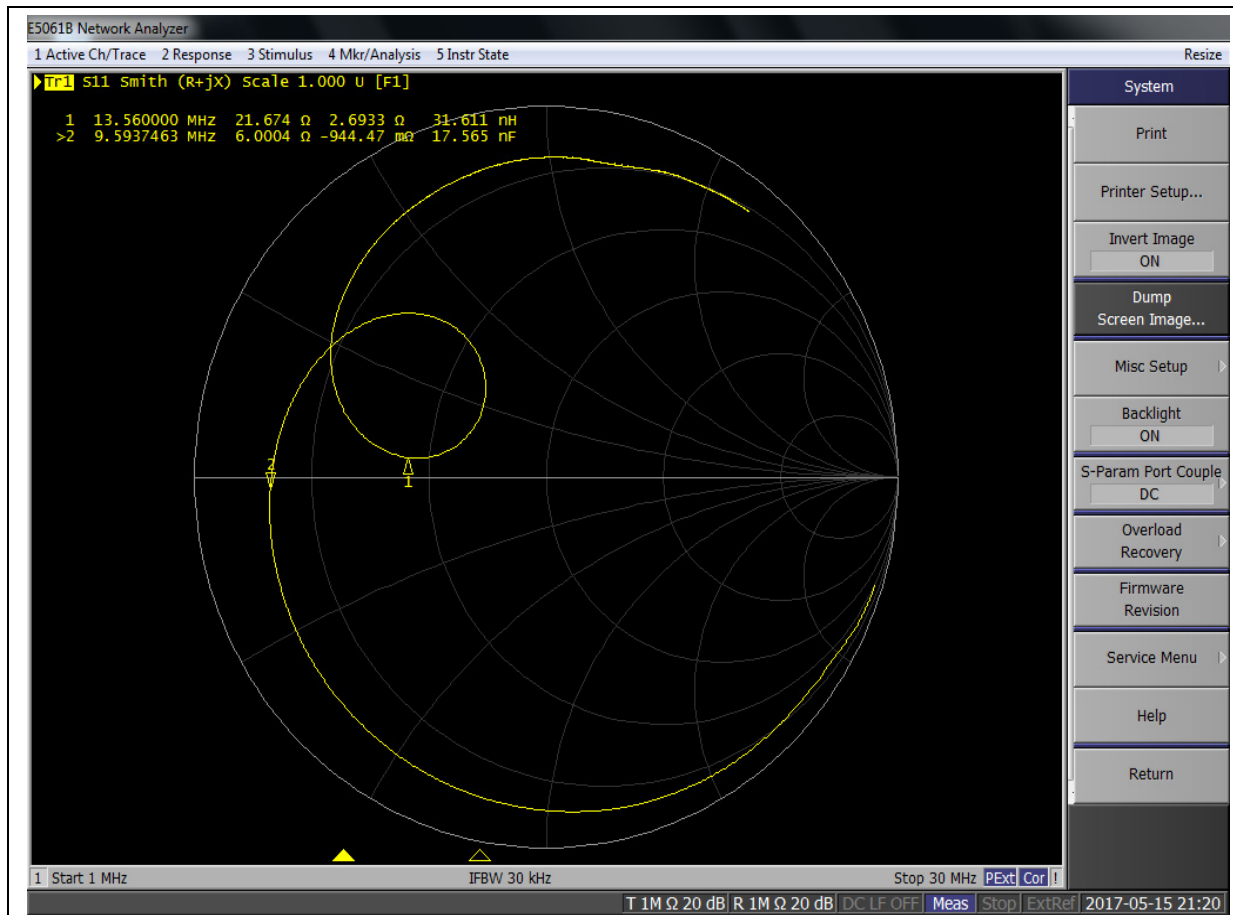 E5061B Network Analyzer
1 Active Ch/Trace 2 Response 3 Stimulus 4 Mkr/Analysis 5 Instr State Resize
Tr1 S11 Smith (R+jX) Scale 1.000 U [F1]
1 13.560000 MHz 21.674 Ω 2.6933 Ω 31.611 nH
>2 9.5937463 MHz 6.0004 Ω -944.47 mΩ 17.565 nF
2
1
System
Print
Printer Setup...
Invert Image
ON
Dump
Screen Image...
Misc Setup
Backlight
ON
S-Param Port Couple
DC
Overload
Recovery
Firmware
Revision
Service Menu
Help
Return
1 Start 1 MHz IFBW 30 kHz Stop 30 MHz PExt Cor !
T 1M Ω 20 dB R 1M Ω 20 dB DC LF OFF Meas Stop ExtRef 2017-05-15 21:20